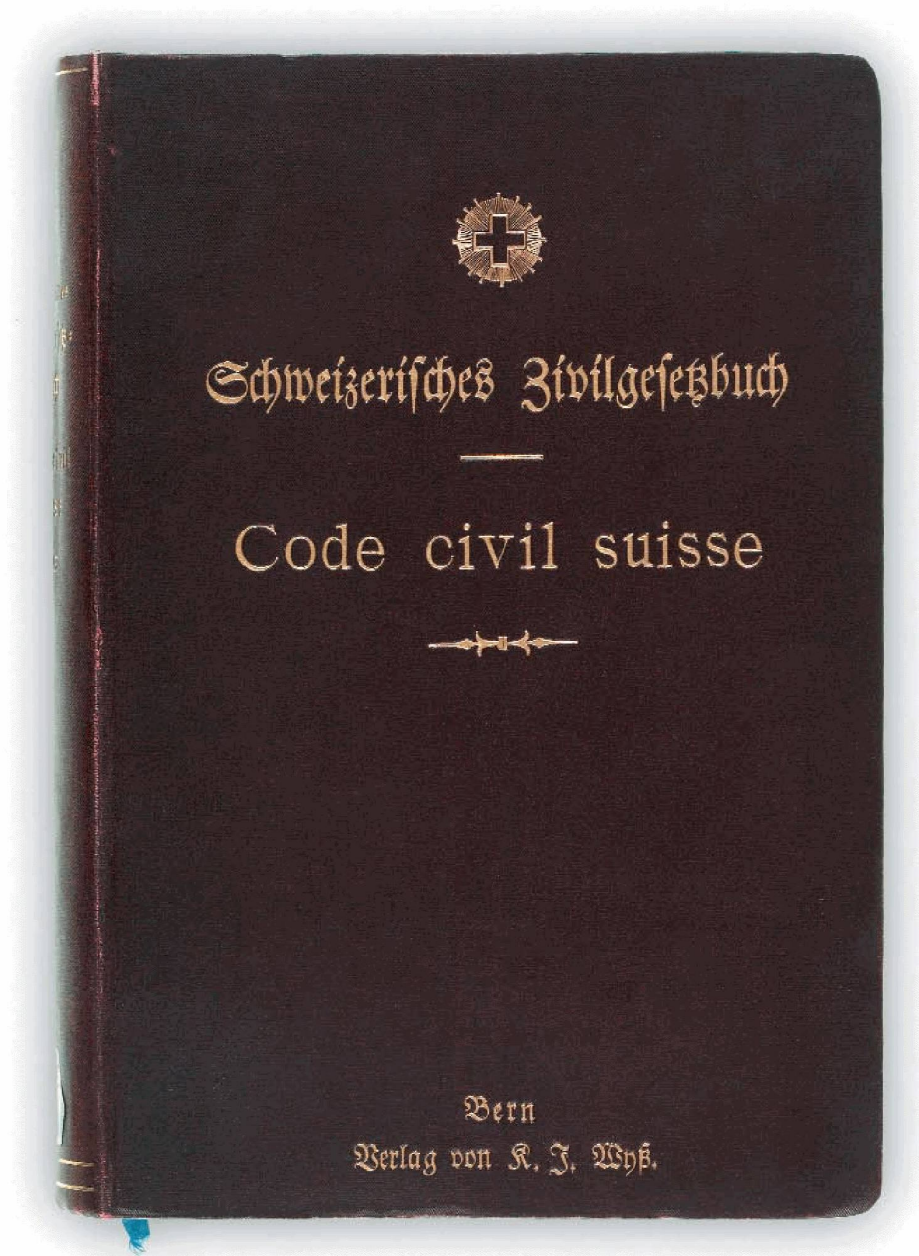 Schweizerisches Zivilgesetzbuch
Code civil suisse
Bern
Verlag von K. J. Wyß.